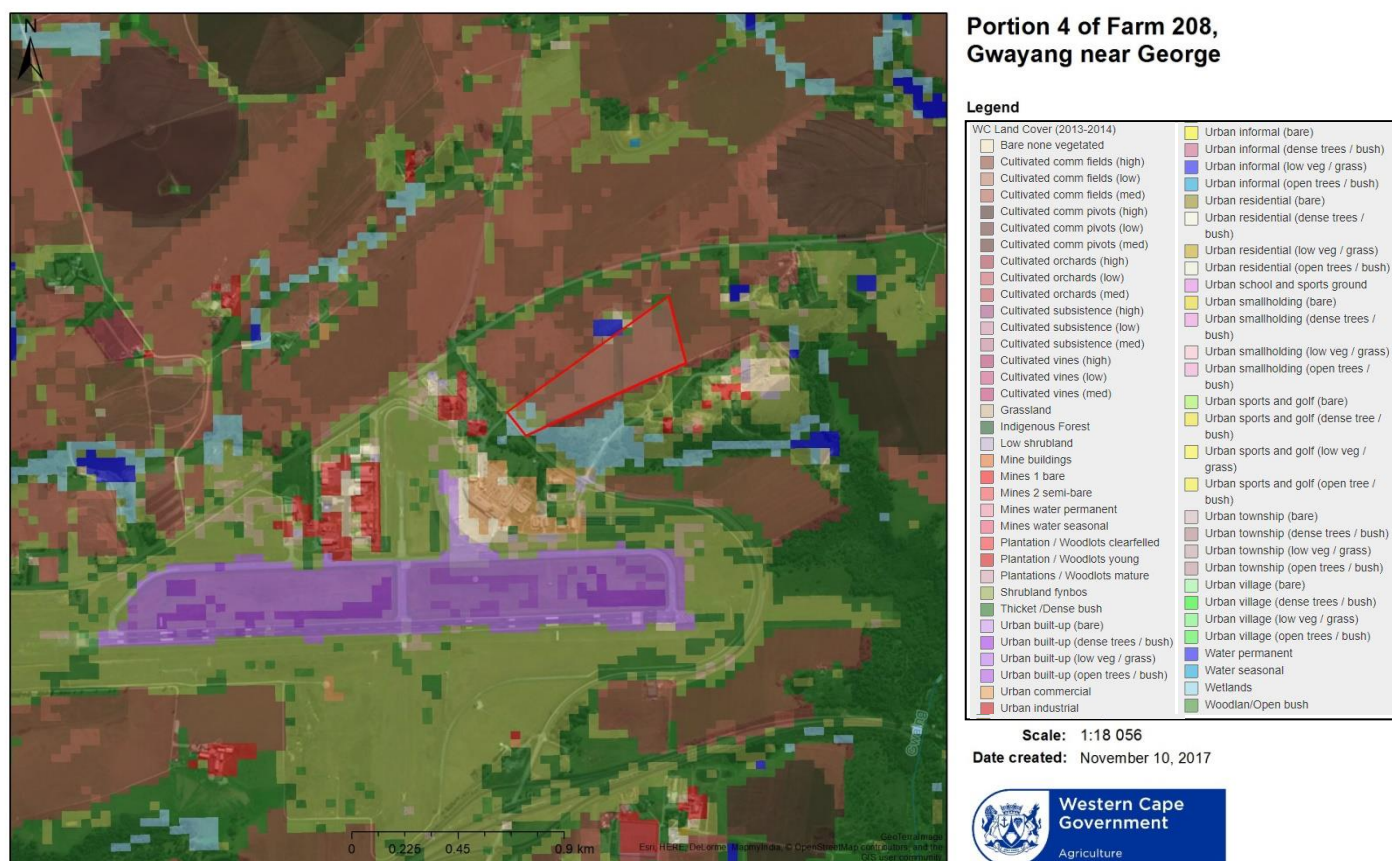 N
Portion 4 of Farm 208,
Gwayang near George
Legend
WC Land Cover (2013-2014)
Bare none vegetated
Cultivated comm fields (high)
Cultivated comm fields (low)
Cultivated comm fields (med)
Cultivated comm pivots (high)
Cultivated comm pivots (low)
Cultivated comm pivots (med)
Cultivated orchards (high)
Cultivated orchards (low)
Cultivated orchards (med)
Cultivated subsistence (high)
Cultivated subsistence (low)
Cultivated subsistence (med)
Cultivated vines (high)
Cultivated vines (low)
Cultivated vines (med)
Grassland
Indigenous Forest
Low shrubland
Mine buildings
Mines 1 bare
Mines 2 semi-bare
Mines water permanent
Mines water seasonal
Plantation / Woodlots clearfelled
Plantation / Woodlots young
Plantations / Woodlots mature
Shrubland fynbos
Thicket /Dense bush
Urban built-up (bare)
Urban built-up (dense trees / bush)
Urban built-up (low veg / grass)
Urban built-up (open trees / bush)
Urban commercial
Urban industrial
Urban informal (bare)
Urban informal (dense trees / bush)
Urban informal (low veg / grass)
Urban informal (open trees / bush)
Urban residential (bare)
Urban residential (dense trees /
bush)
Urban residential (low veg / grass)
Urban residential (open trees / bush)
Urban school and sports ground
Urban smallholding (bare)
Urban smallholding (dense trees /
bush)
Urban smallholding (low veg / grass)
Urban smallholding (open trees /
bush)
Urban sports and golf (bare)
Urban sports and golf (dense tree /
bush)
Urban sports and golf (low veg /
grass)
Urban sports and golf (open tree /
bush)
Urban township (bare)
Urban township (dense trees / bush)
Urban township (low veg / grass)
Urban township (open trees / bush)
Urban village (bare)
Urban village (dense trees / bush)
Urban village (low veg / grass)
Urban village (open trees / bush)
Water permanent
Water seasonal
Wetlands
Woodlan/Open bush
Scale: 1:18 056
Date created: November 10, 2017
Western Cape
Government
Agriculture
Gwaing
0 0.225 0.45 0.9 km
GeoTerraImage
Esri, HERE, DeLorme, MapmyIndia, © OpenStreetMap contributors, and the
GIS user community